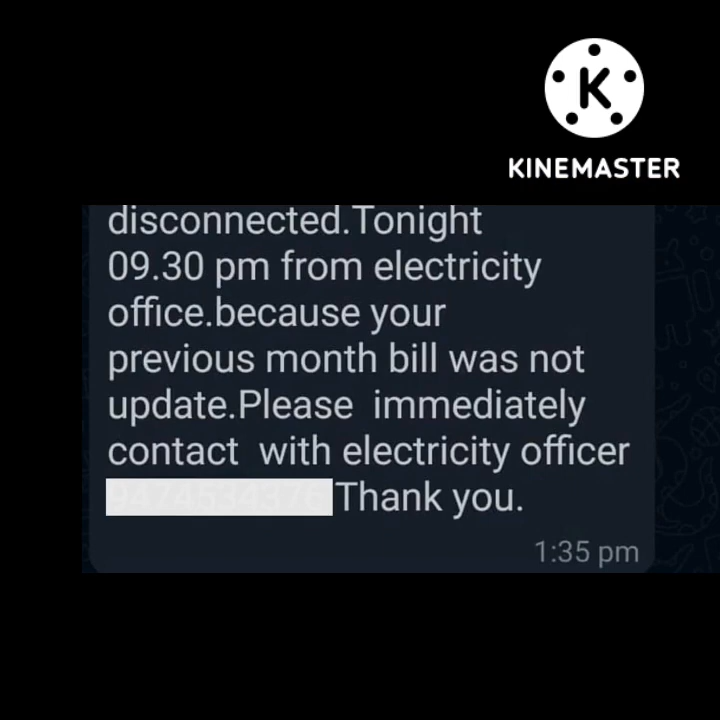 KINEMASTER
disconnected.Tonight
09.30 pm from electricity
office.because your
previous month bill was not
update.Please immediately
contact with electricity officer
Thank you.
1:35 pm